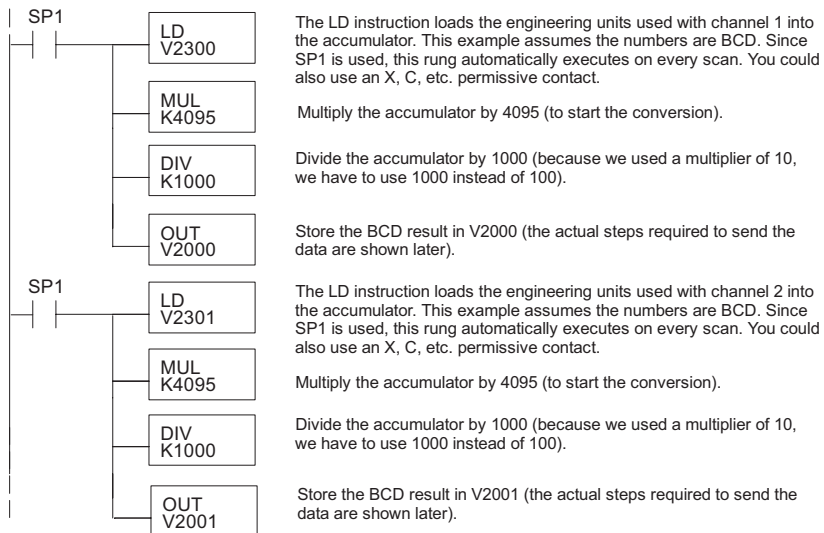 SP1
LD
V2300
The LD instruction loads the engineering units used with channel 1 into
the accumulator. This example assumes the numbers are BCD. Since
SP1 is used, this rung automatically executes on every scan. You could
also use an X, C, etc. permissive contact.
MUL
K4095
Multiply the accumulator by 4095 (to start the conversion).
DIV
K1000
Divide the accumulator by 1000 (because we used a multiplier of 10,
we have to use 1000 instead of 100).
OUT
V2000
Store the BCD result in V2000 (the actual steps required to send the
data are shown later).
SP1
LD
V2301
The LD instruction loads the engineering units used with channel 2 into
the accumulator. This example assumes the numbers are BCD. Since
SP1 is used, this rung automatically executes on every scan. You could
also use an X, C, etc. permissive contact.
MUL
K4095
Multiply the accumulator by 4095 (to start the conversion).
DIV
K1000
Divide the accumulator by 1000 (because we used a multiplier of 10,
we have to use 1000 instead of 100).
OUT
V2001
Store the BCD result in V2001 (the actual steps required to send the
data are shown later).